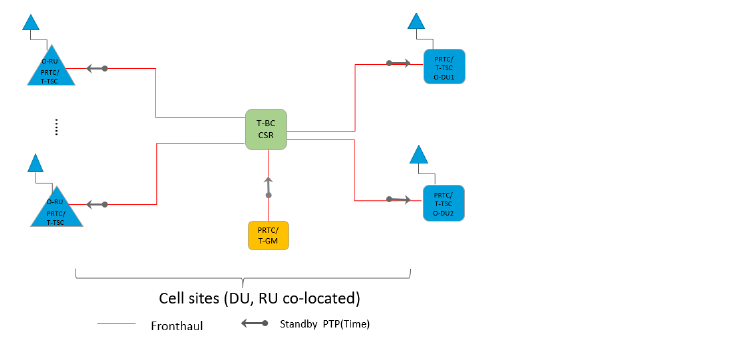 O-RU
PRTC/
T-TSC
PRTC/
T-TSC
O-DU1
T-BC
CSR
O-RU
PRTC/
T-TSC
PRTC/
T-TSC
O-DU2
PRTC/
T-GM
Cell sites (DU, RU co-located)
Fronthaul
Standby PTP(Time)